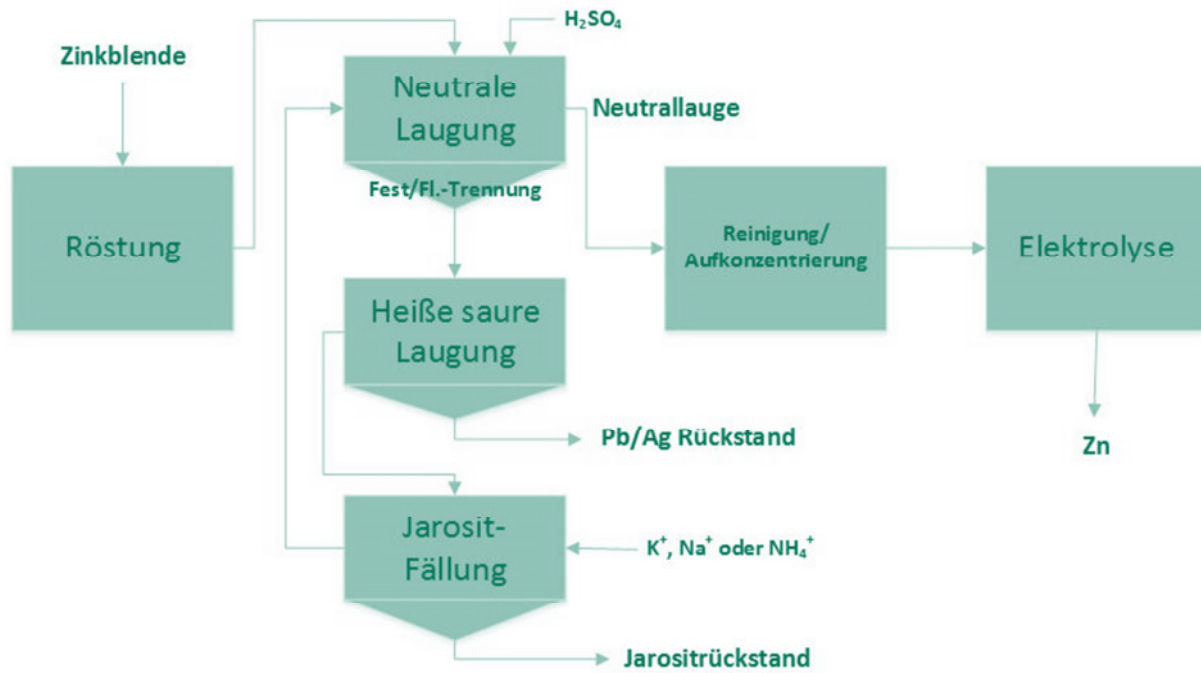 H₂SO₄
Zinkblende
Neutrale
Laugung
Neutrallauge
Fest/Fl.-Trennung
Röstung
Reinigung/
Aufkonzentrierung
Elektrolyse
Heiße saure
Laugung
Pb/Ag Rückstand
Zn
Jarosit-
Fällung
K⁺, Na⁺ oder NH₄⁺
Jarositrückstand